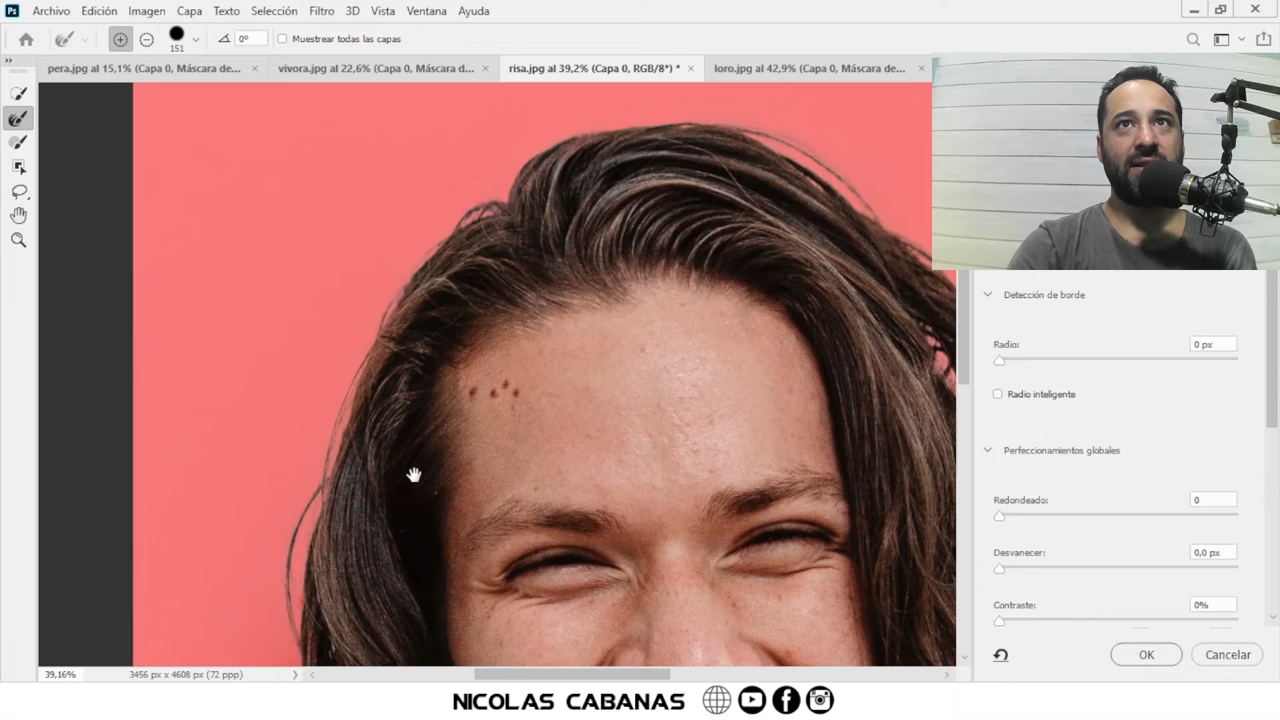 Ps Archivo Edición Imagen Capa Texto Selección Filtro 3D Vista Ventana Ayuda
151 0° Muestrear todas las capas
pera.jpg al 15,1% (Capa 0, Máscara de... × vivora.jpg al 22,6% (Capa 0, Máscara d... × risa.jpg al 39,2% (Capa 0, RGB/8*) * × loro.jpg al 42,9% (Capa 0, Máscara de... ×
Detección de borde
Radio: 0 px
Radio inteligente
Perfeccionamientos globales
Redondeado: 0
Desvanecer: 0,0 px
Contraste: 0%
OK Cancelar
39,16% 3456 px x 4608 px (72 ppp)
NICOLAS CABANAS